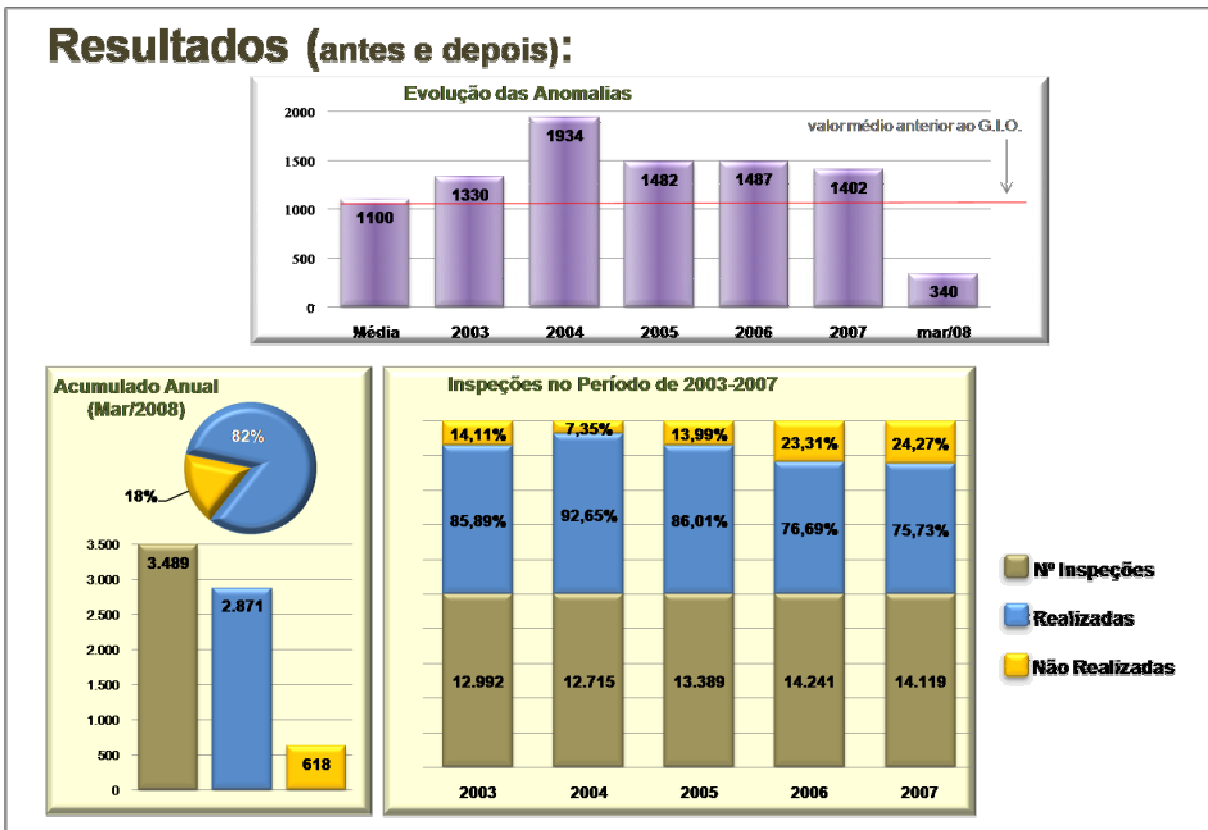 Resultados (antes e depois):
Evolução das Anomalias
valor médio anterior ao G.I.O.
2000
1500
1000
500
0
1100
1330
1934
1482
1487
1402
340
Média 2003 2004 2005 2006 2007 mar/08
Acumulado Anual
(Mar/2008)
82%
18%
3.500
3.000
2.500
2.000
1.500
1.000
500
0
3.489
2.871
618
Inspeções no Período de 2003-2007
14,11% 7,35% 13,99% 23,31% 24,27%
85,89% 92,65% 86,01% 76,69% 75,73%
12.992 12.715 13.389 14.241 14.119
2003 2004 2005 2006 2007
Nº Inspeções
Realizadas
Não Realizadas